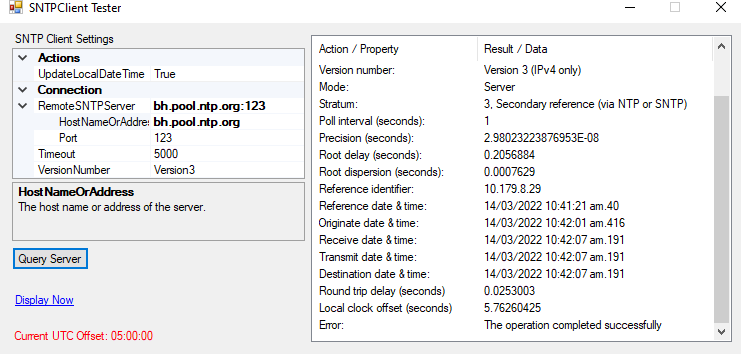 SNTPClient Tester
SNTP Client Settings
Actions
UpdateLocalDateTime True
Connection
RemoteSNTPServer bh.pool.ntp.org:123
HostNameOrAddre bh.pool.ntp.org
Port 123
Timeout 5000
VersionNumber Version3
HostNameOrAddress
The host name or address of the server.
Query Server
Display Now
Current UTC Offset: 05:00:00
Action / Property Result / Data
Version number: Version 3 (IPv4 only)
Mode: Server
Stratum: 3, Secondary reference (via NTP or SNTP)
Poll interval (seconds): 1
Precision (seconds): 2.98023223876953E-08
Root delay (seconds): 0.2056884
Root dispersion (seconds): 0.0007629
Reference identifier: 10.179.8.29
Reference date & time: 14/03/2022 10:41:21 am.40
Originate date & time: 14/03/2022 10:42:01 am.416
Receive date & time: 14/03/2022 10:42:07 am.191
Transmit date & time: 14/03/2022 10:42:07 am.191
Destination date & time: 14/03/2022 10:42:07 am.191
Round trip delay (seconds) 0.0253003
Local clock offset (seconds) 5.76260425
Error: The operation completed successfully